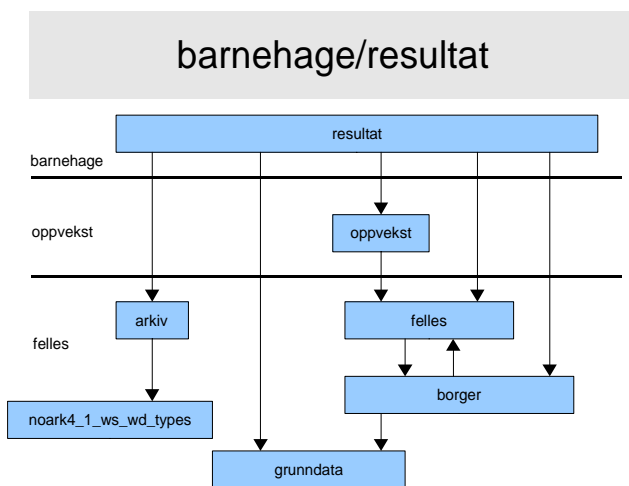 barnehage/resultat
resultat
barnehage
oppvekst
oppvekst
arkiv
felles
felles
borger
noark4_1_ws_wd_types
grunndata